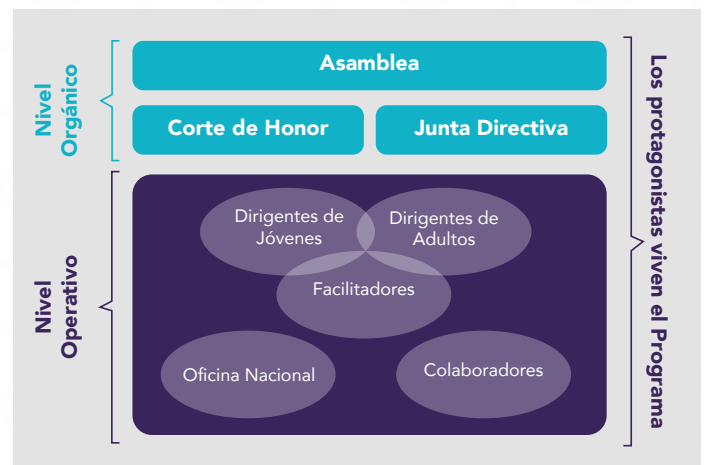 Nivel
Orgánico
Asamblea
Corte de Honor
Junta Directiva
Nivel
Operativo
Dirigentes de
Jóvenes
Dirigentes de
Adultos
Facilitadores
Oficina Nacional
Colaboradores
Los protagonistas viven el Programa